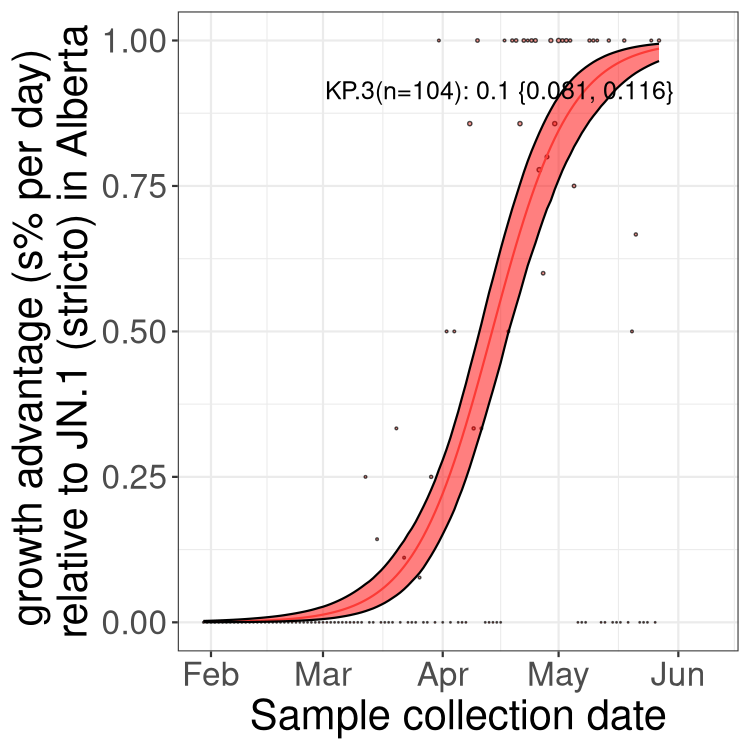 growth advantage (s% per day)
relative to JN.1 (stricto) in Alberta
1.00
0.75
0.50
0.25
0.00
KP.3(n=104): 0.1 {0.081, 0.116}
Feb Mar Apr May Jun
Sample collection date